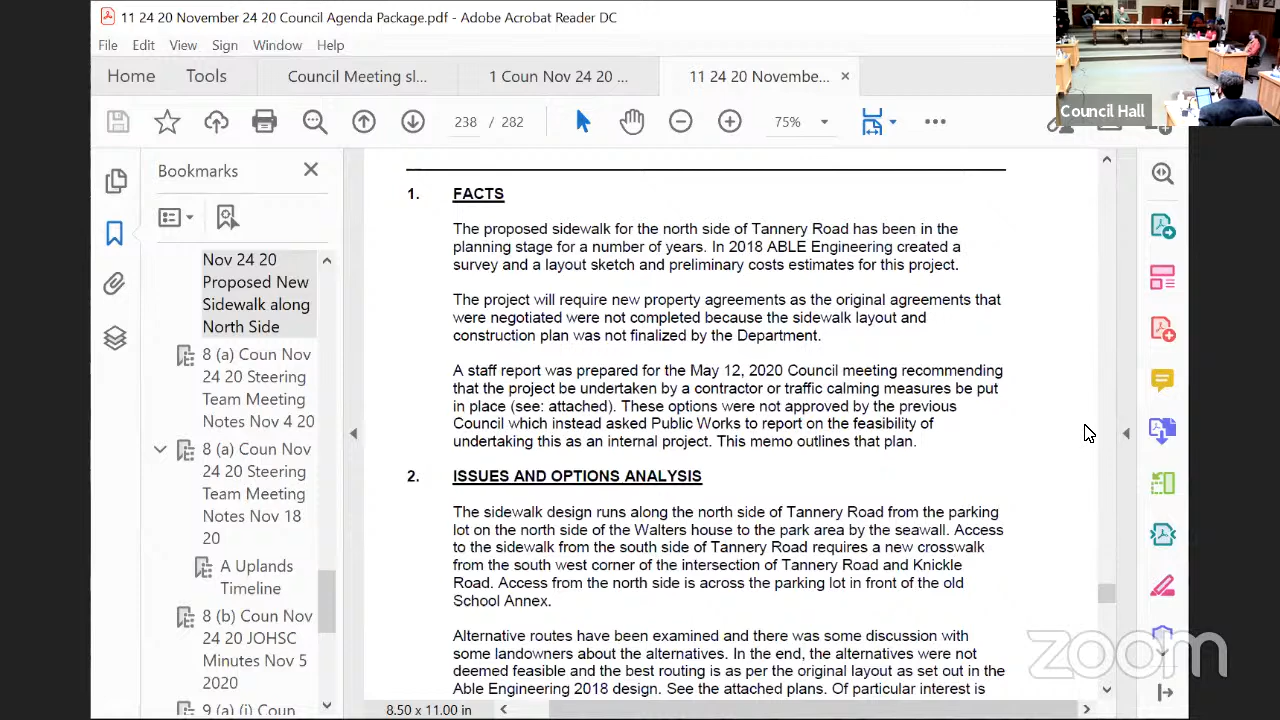 11 24 20 November 24 20 Council Agenda Package.pdf - Adobe Acrobat Reader DC
File Edit View Sign Window Help
Home Tools Council Meeting sl... 1 Coun Nov 24 20 ... 11 24 20 Novembe... ×
Council Hall
238 / 282 75%
Bookmarks
Nov 24 20
Proposed New
Sidewalk along
North Side
8 (a) Coun Nov
24 20 Steering
Team Meeting
Notes Nov 4 20
8 (a) Coun Nov
24 20 Steering
Team Meeting
Notes Nov 18
20
A Uplands
Timeline
8 (b) Coun Nov
24 20 JOHSC
Minutes Nov 5
2020
9 (a) (i) Coun
1. FACTS
The proposed sidewalk for the north side of Tannery Road has been in the
planning stage for a number of years. In 2018 ABLE Engineering created a
survey and a layout sketch and preliminary costs estimates for this project.
The project will require new property agreements as the original agreements that
were negotiated were not completed because the sidewalk layout and
construction plan was not finalized by the Department.
A staff report was prepared for the May 12, 2020 Council meeting recommending
that the project be undertaken by a contractor or traffic calming measures be put
in place (see: attached). These options were not approved by the previous
Council which instead asked Public Works to report on the feasibility of
undertaking this as an internal project. This memo outlines that plan.
2. ISSUES AND OPTIONS ANALYSIS
The sidewalk design runs along the north side of Tannery Road from the parking
lot on the north side of the Walters house to the park area by the seawall. Access
to the sidewalk from the south side of Tannery Road requires a new crosswalk
from the south west corner of the intersection of Tannery Road and Knickle
Road. Access from the north side is across the parking lot in front of the old
School Annex.
Alternative routes have been examined and there was some discussion with
some landowners about the alternatives. In the end, the alternatives were not
deemed feasible and the best routing is as per the original layout as set out in the
Able Engineering 2018 design. See the attached plans. Of particular interest is
8.50 x 11.00 in
zoom